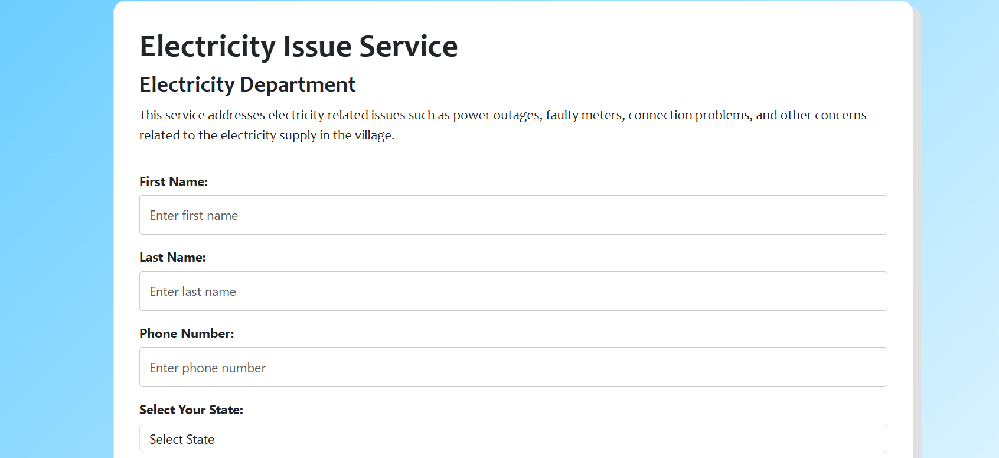 Electricity Issue Service
Electricity Department
This service addresses electricity-related issues such as power outages, faulty meters, connection problems, and other concerns
related to the electricity supply in the village.
First Name:
Enter first name
Last Name:
Enter last name
Phone Number:
Enter phone number
Select Your State:
Select State